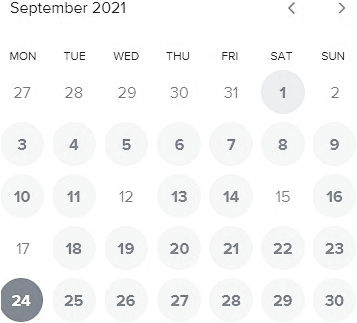 September 2021
MON TUE WED THU FRI SAT SUN
27 28 29 30 31 1 2
3 4 5 6 7 8 9
10 11 12 13 14 15 16
17 18 19 20 21 22 23
24 25 26 27 28 29 30